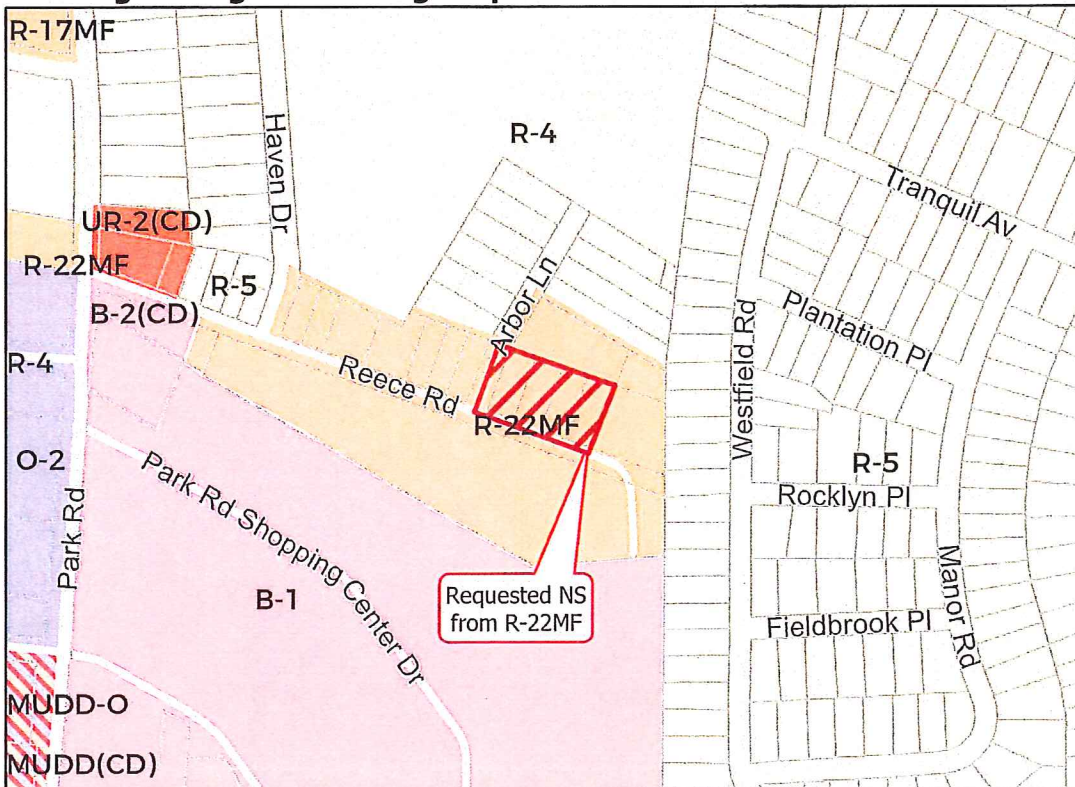 R-17MF
Haven Dr
R-4
Tranquil Av
UR-2(CD)
R-22MF
R-5
B-2(CD)
Arbor Ln
Plantation Pl
Westfield Rd
R-4
Reece Rd
R-22MF
O-2
R-5
Park Rd Shopping Center Dr
Rocklyn Pl
Park Rd
B-1
Requested NS
from R-22MF
Manor Rd
Fieldbrook Pl
MUDD-O
MUDD(CD)